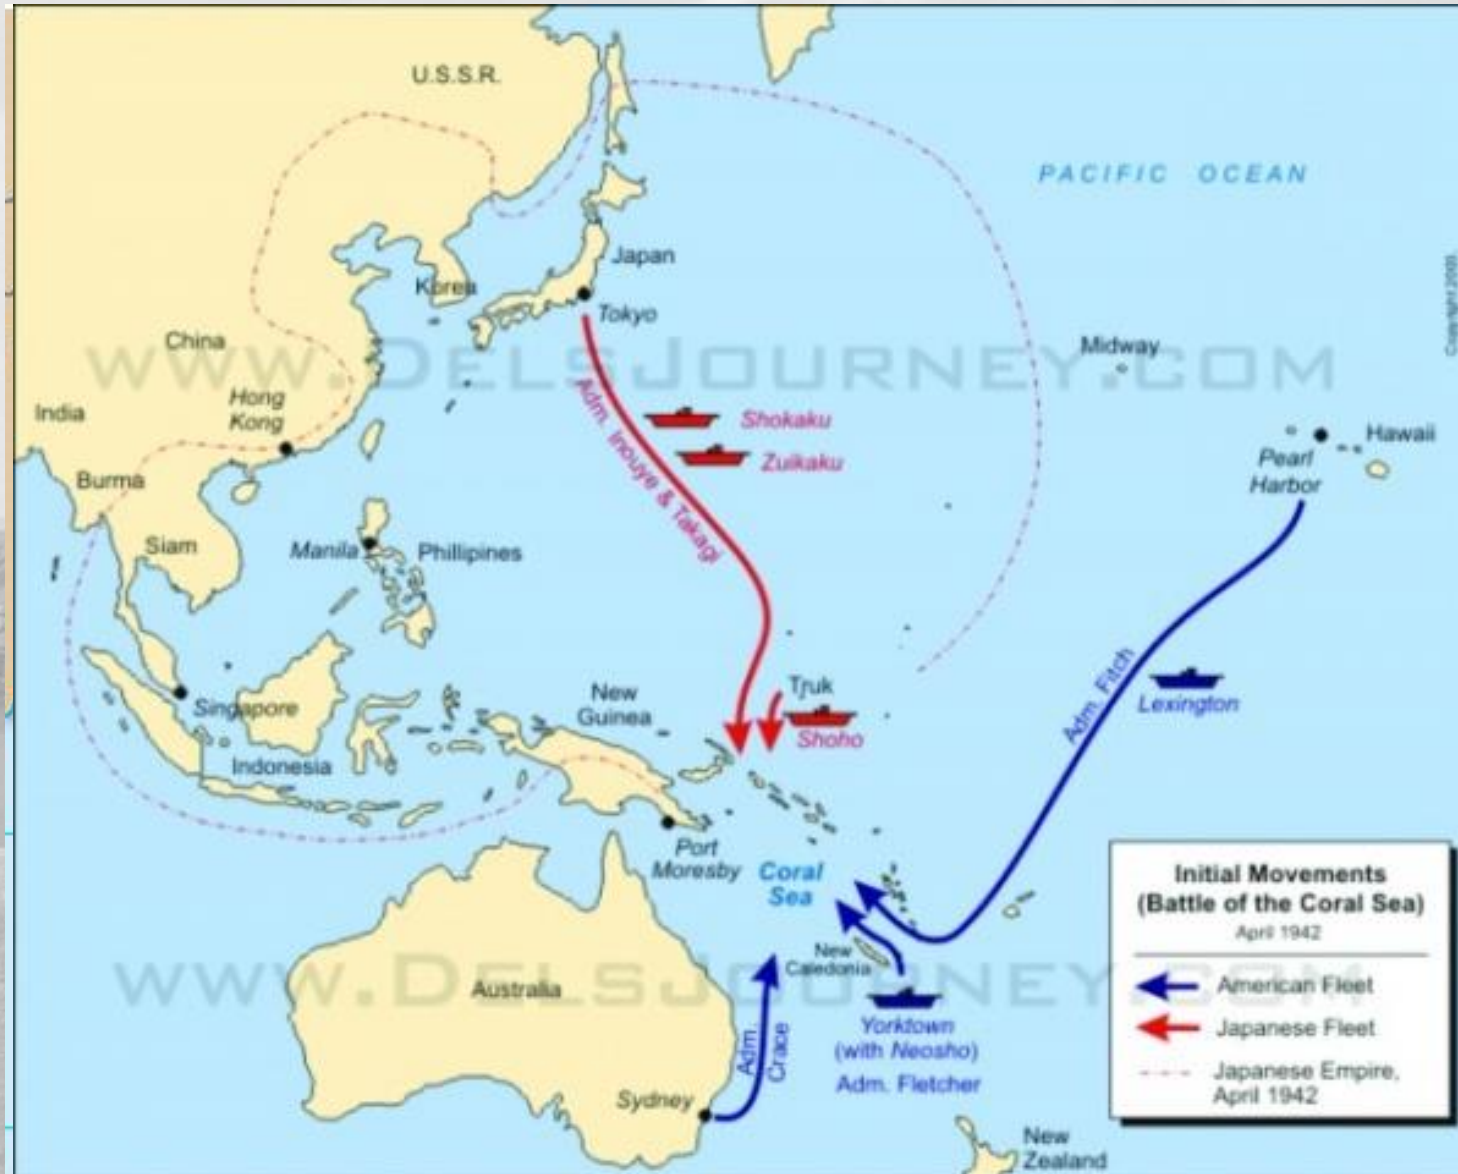 U.S.S.R.
PACIFIC OCEAN
Japan
Korea
Tokyo
China
Midway
www.DelsJourney.com
Hong
Kong
India
Adm. Inouye & Takagi
Shokaku
Zuikaku
Hawaii
Pearl
Harbor
Burma
Siam
Manila
Phillipines
Truk
Shoho
New
Guinea
Singapore
Indonesia
Adm. Fitch
Lexington
Port
Moresby
Coral
Sea
New
Caledonia
www.DelsJourney.com
Australia
Yorktown
(with Neosho)
Adm. Fletcher
Adm.
Crace
Sydney
New
Zealand
Initial Movements
(Battle of the Coral Sea)
April 1942
American Fleet
Japanese Fleet
Japanese Empire,
April 1942
Copyright 2000,